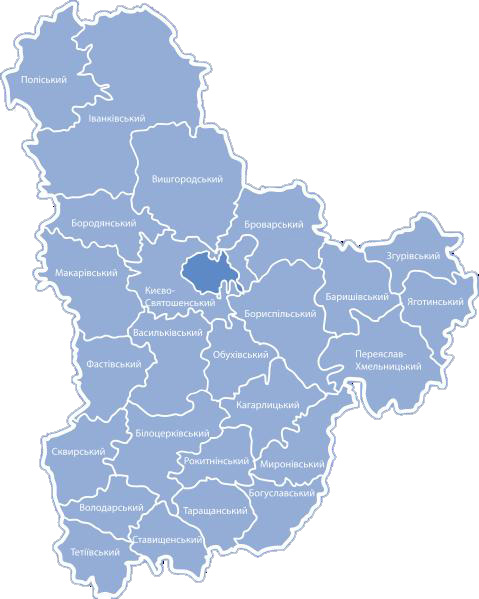 Поліський
Іванківський
Вишгородський
Бородянський
Броварський
Згурівський
Макарівський
Києво-
Святошенський
Баришівський
Яготинський
Бориспільський
Васильківський
Обухівський
Переяслав-
Хмельницький
Фастівський
Кагарлицький
Білоцерківський
Сквирський
Рокитнінський
Миронівський
Богуславський
Володарський
Таращанський
Ставищенський
Тетіївський